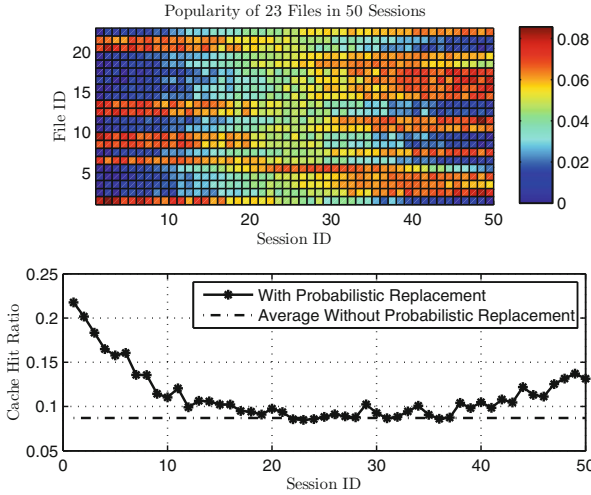 Popularity of 23 Files in 50 Sessions
20
15
10
5
File ID
10 20 30 40 50
Session ID
0.08
0.06
0.04
0.02
0
0.25
0.2
0.15
0.1
0.05
Cache Hit Ratio
With Probabilistic Replacement
Average Without Probabilistic Replacement
0 10 20 30 40 50
Session ID